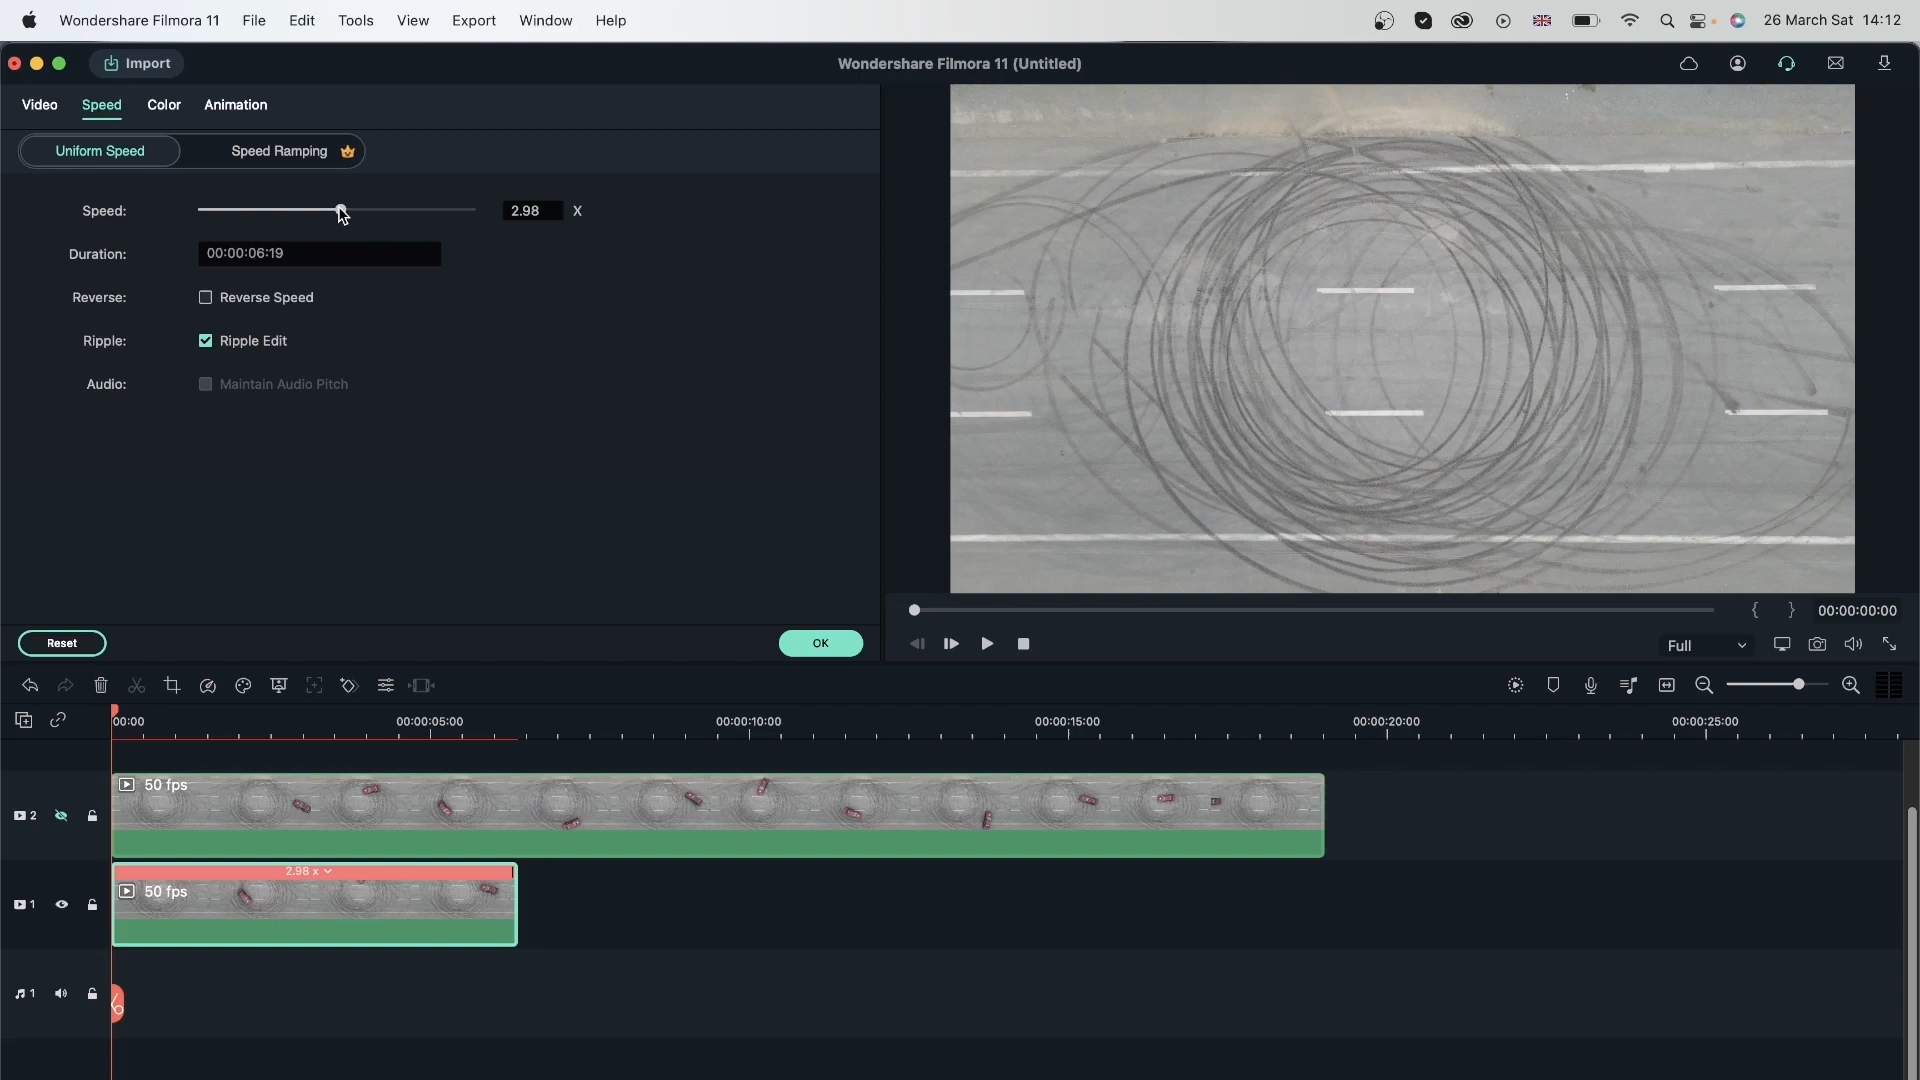 Wondershare Filmora 11 File Edit Tools View Export Window Help 26 March Sat 14:12
Import Wondershare Filmora 11 (Untitled)
Video Speed Color Animation
Uniform Speed Speed Ramping
Speed: 2.98 X
Duration: 00:00:06:19
Reverse: Reverse Speed
Ripple: Ripple Edit
Audio: Maintain Audio Pitch
00:00:00:00
Reset OK Full
00:00 00:00:05:00 00:00:10:00 00:00:15:00 00:00:20:00 00:00:25:00
50 fps
2
2.98 x
50 fps
1
1